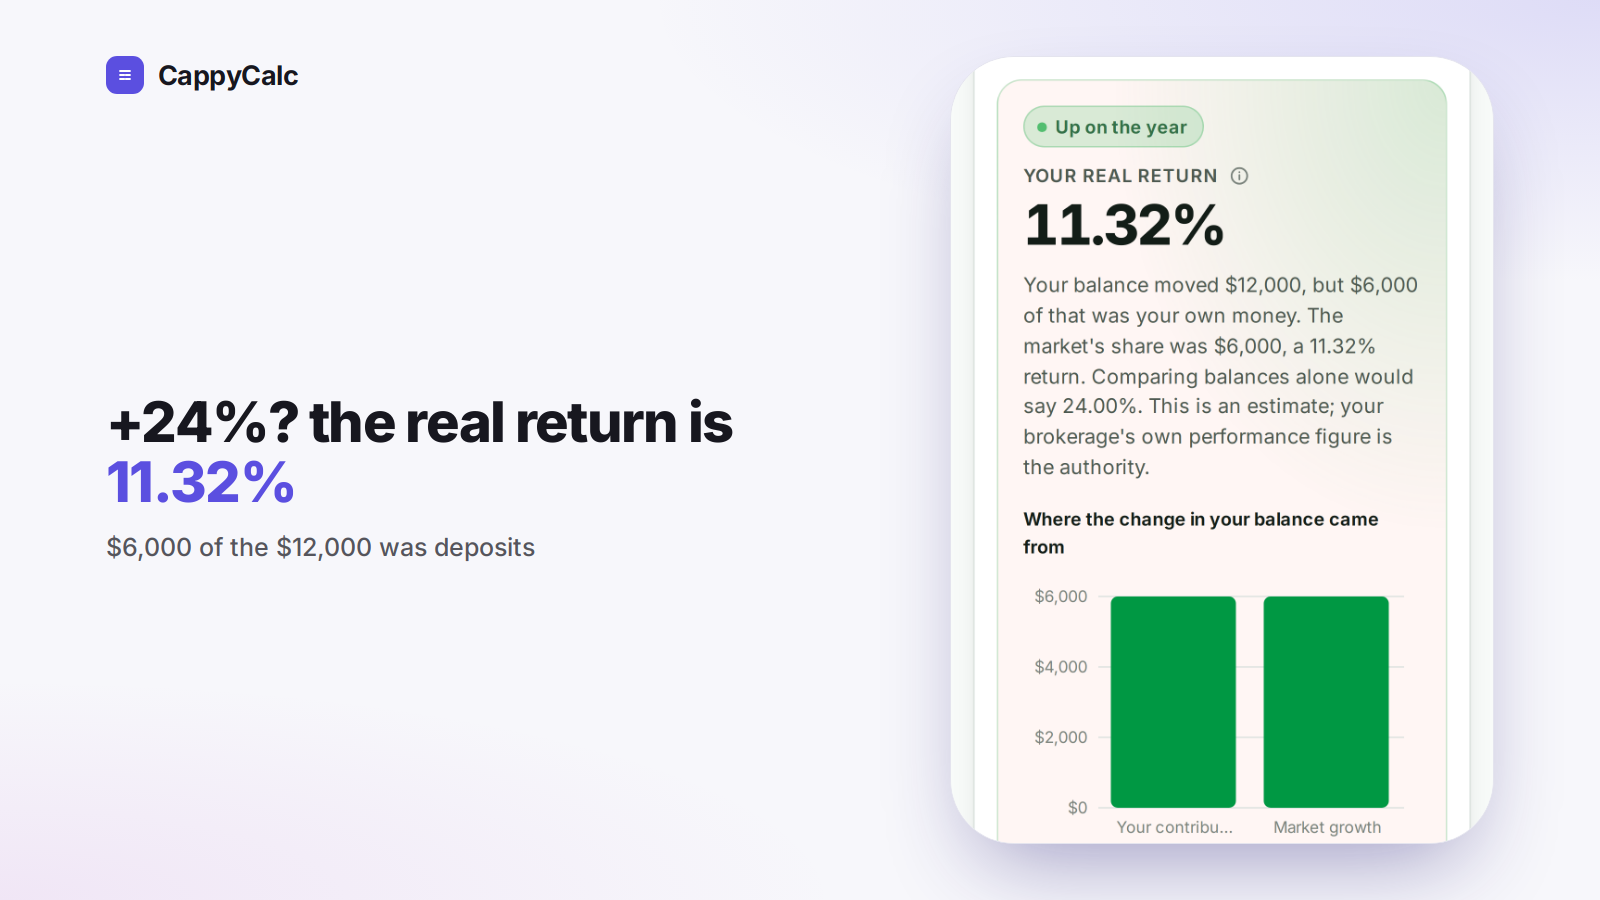 CappyCalc
+24%? the real return is
11.32%
$6,000 of the $12,000 was deposits
Up on the year
YOUR REAL RETURN
11.32%
Your balance moved $12,000, but $6,000
of that was your own money. The
market's share was $6,000, a 11.32%
return. Comparing balances alone would
say 24.00%. This is an estimate; your
brokerage's own performance figure is
the authority.
Where the change in your balance came
from
$6,000
$4,000
$2,000
$0
Your contribu...
Market growth